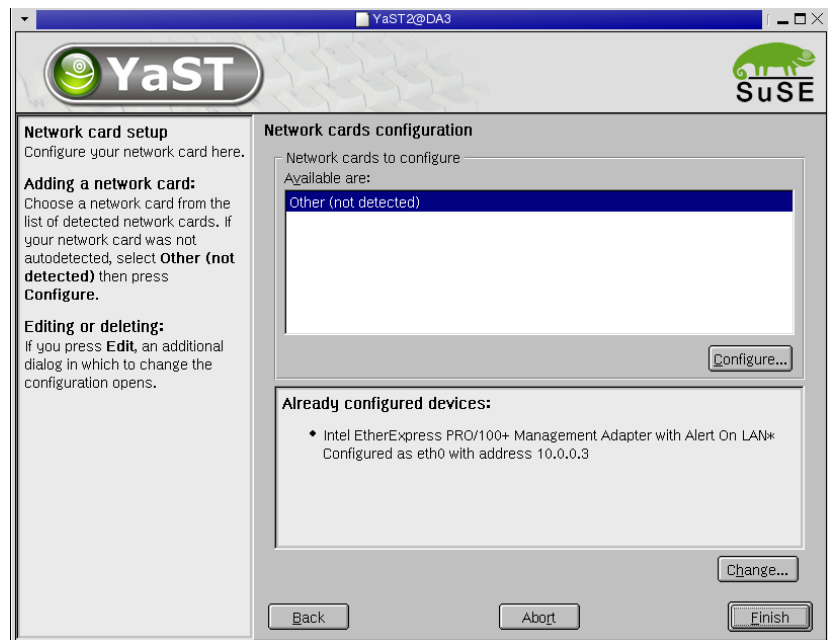 YaST2@DA3
YaST
SuSE
Network card setup
Configure your network card here.
Adding a network card:
Choose a network card from the
list of detected network cards. If
your network card was not
autodetected, select Other (not
detected) then press
Configure.
Editing or deleting:
If you press Edit, an additional
dialog in which to change the
configuration opens.
Network cards configuration
Network cards to configure
Available are:
Other (not detected)
Configure...
Already configured devices:
Intel EtherExpress PRO/100+ Management Adapter with Alert On LAN*
Configured as eth0 with address 10.0.0.3
Change...
Back
Abort
Finish